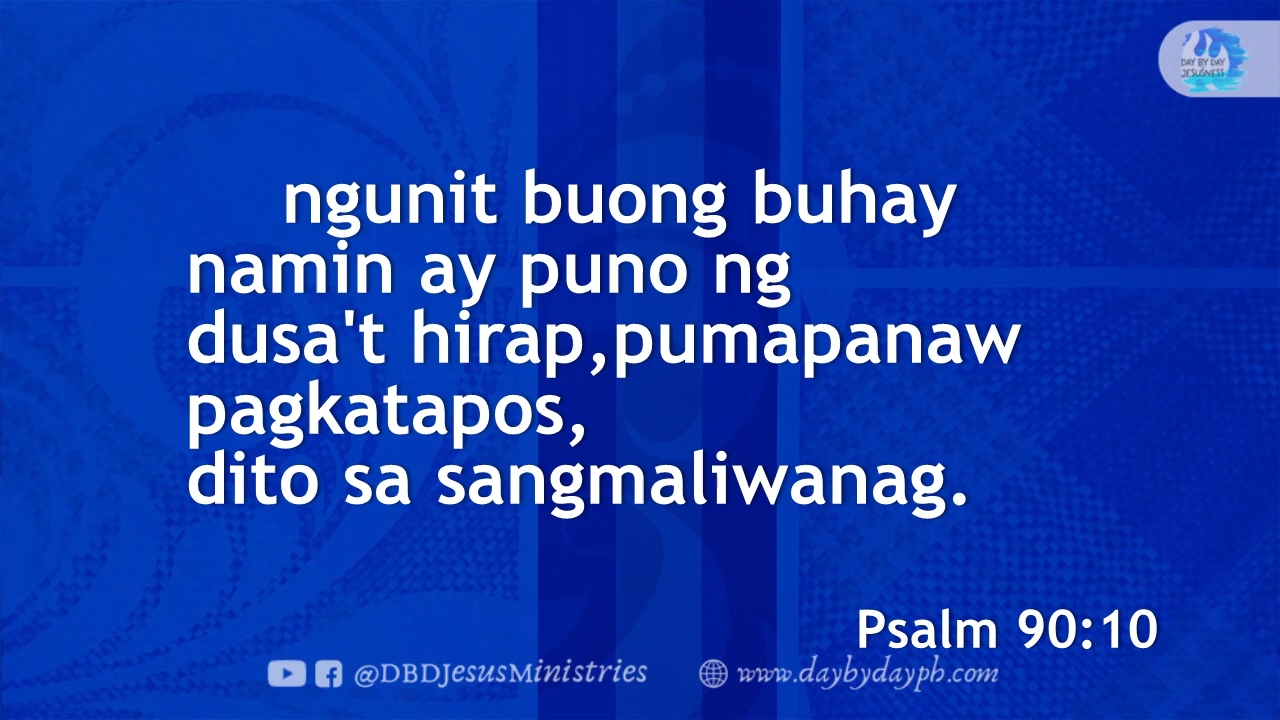 DAY BY DAY
JESUSNESS
ngunit buong buhay
namin ay puno ng
dusa't hirap,pumapanaw
pagkatapos,
dito sa sangmaliwanag.
Psalm 90:10
@DBDJesusMinistries www.daybydayph.com